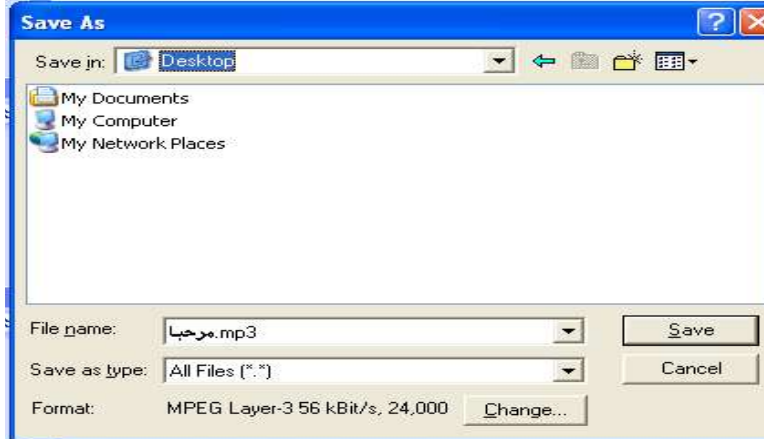 Save As
Save in: Desktop
My Documents
My Computer
My Network Places
File name: مرحبا.mp3 Save
Save as type: All Files (*.*) Cancel
Format: MPEG Layer-3 56 kBit/s, 24,000 Change...